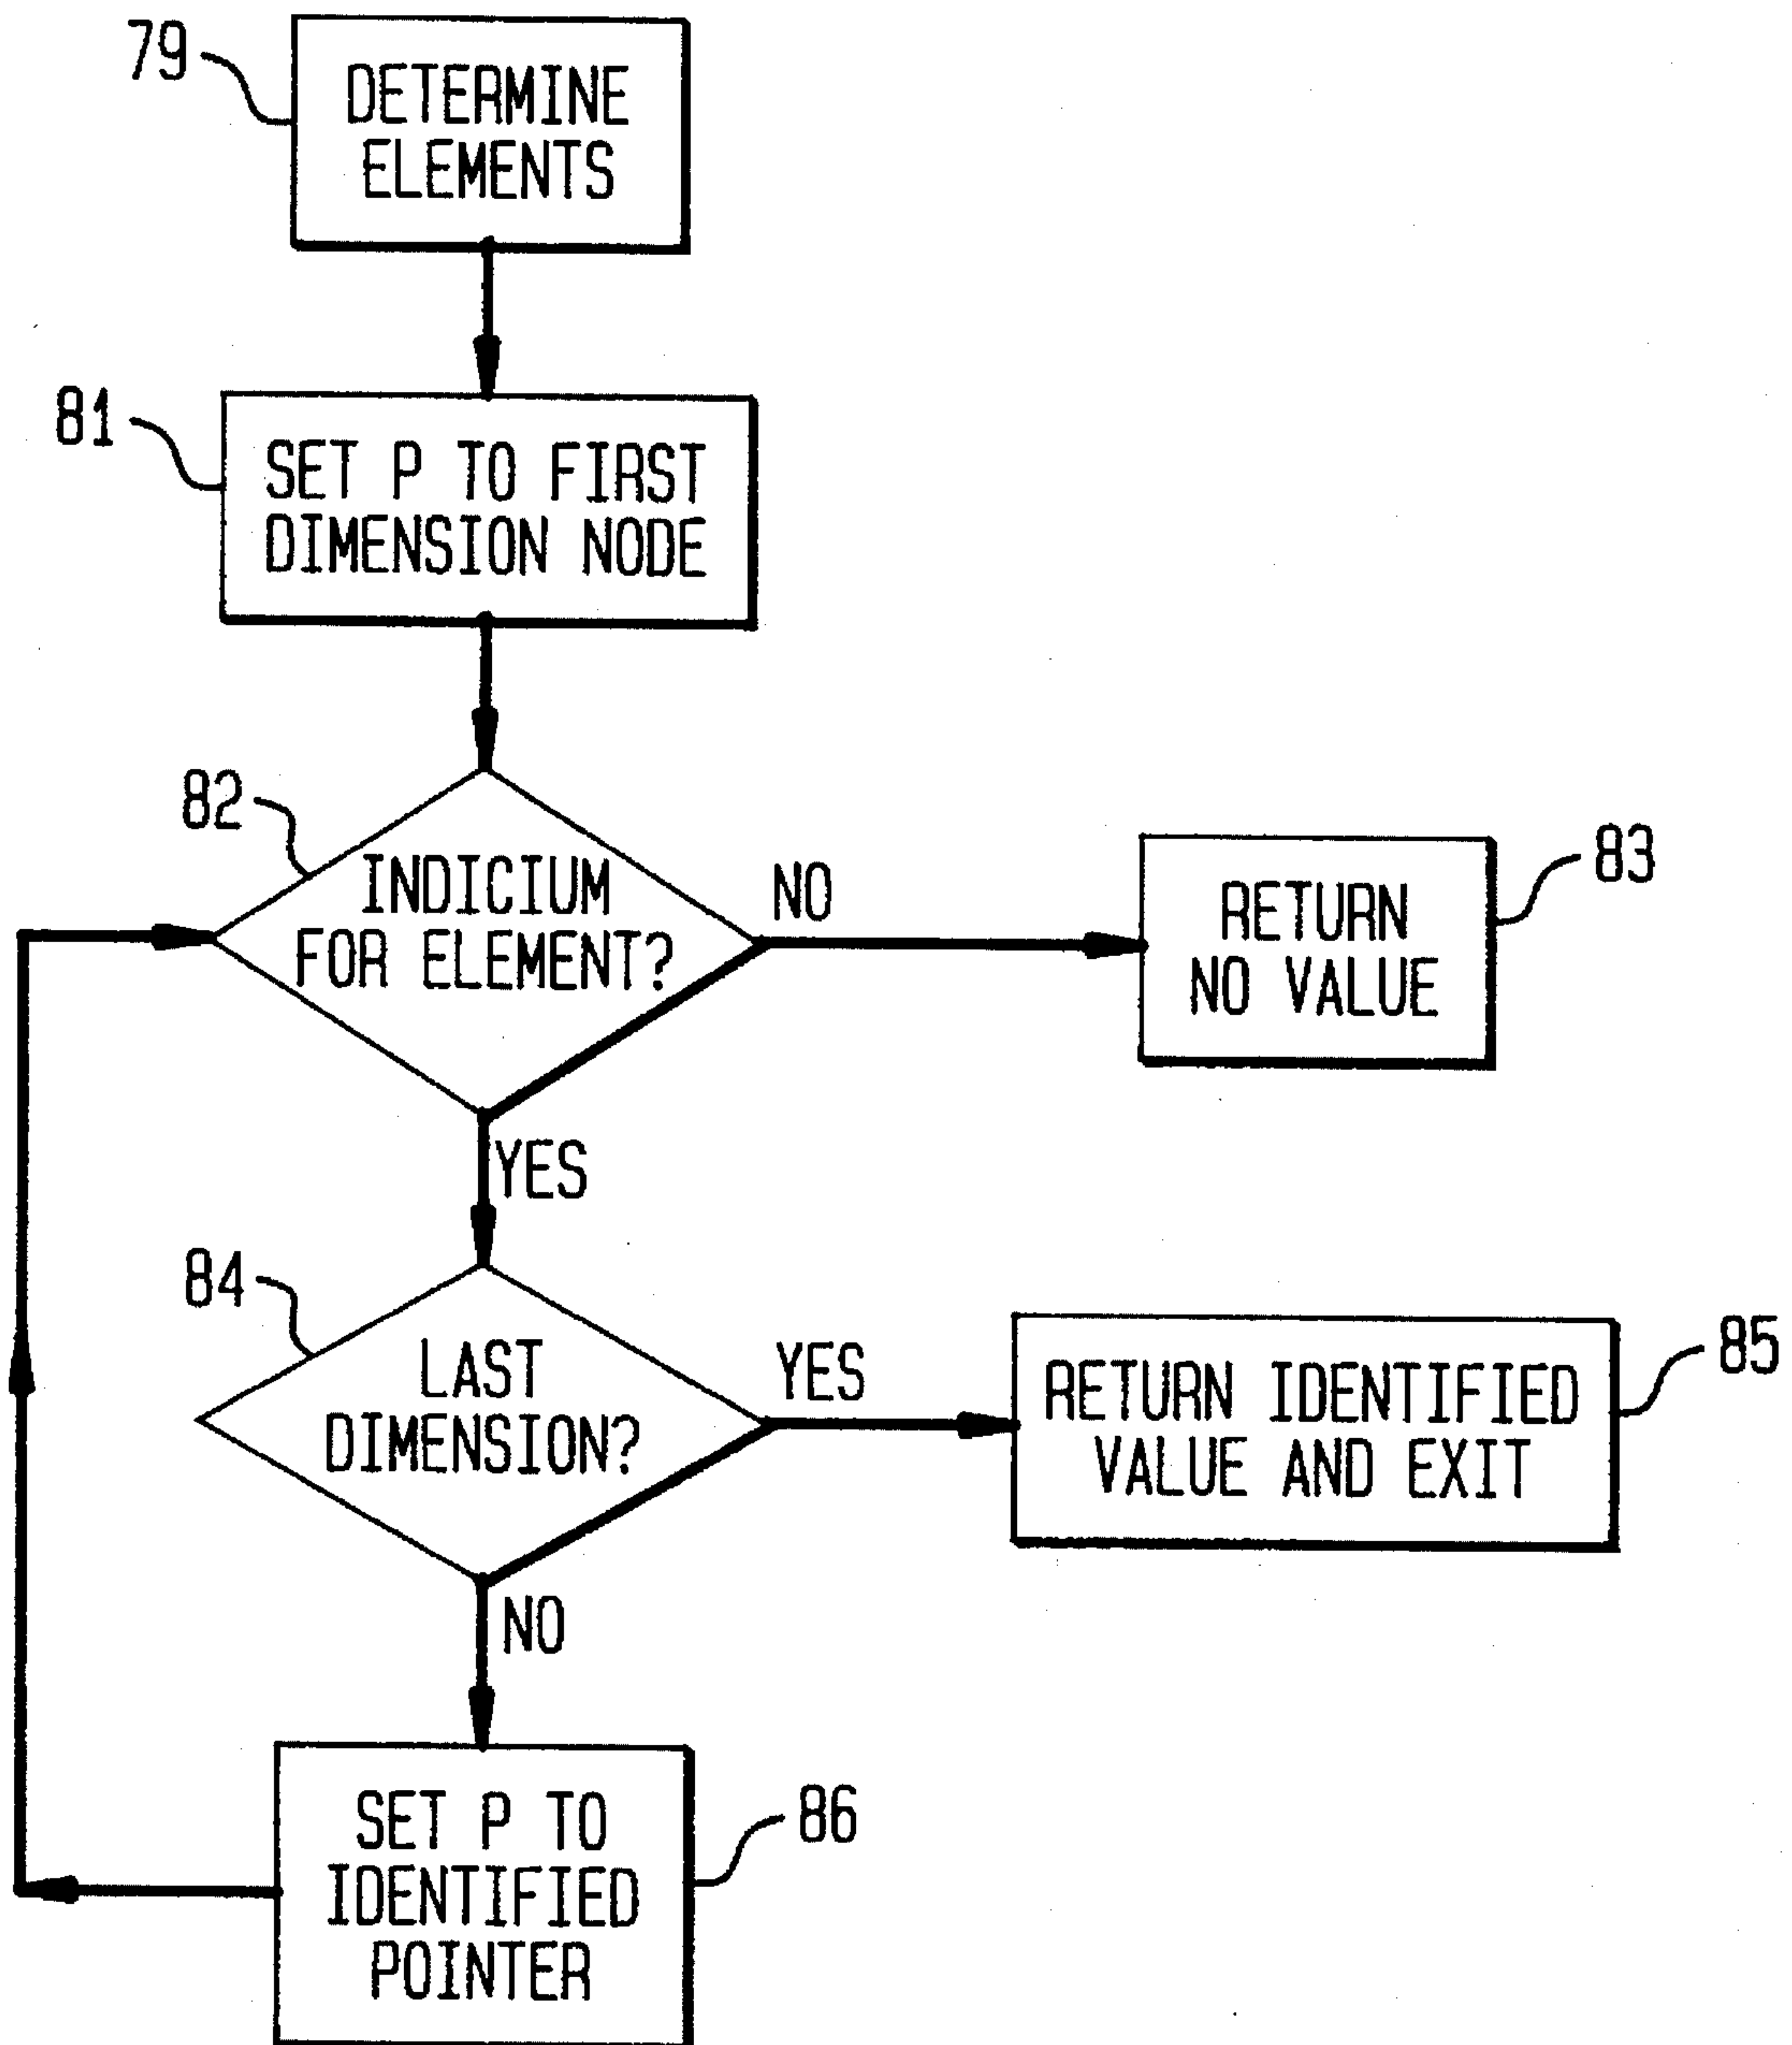 79
DETERMINE
ELEMENTS
81
SET P TO FIRST
DIMENSION NODE
82
INDICIUM
FOR ELEMENT?
NO
83
RETURN
NO VALUE
YES
84
LAST
DIMENSION?
YES
85
RETURN IDENTIFIED
VALUE AND EXIT
NO
86
SET P TO
IDENTIFIED
POINTER